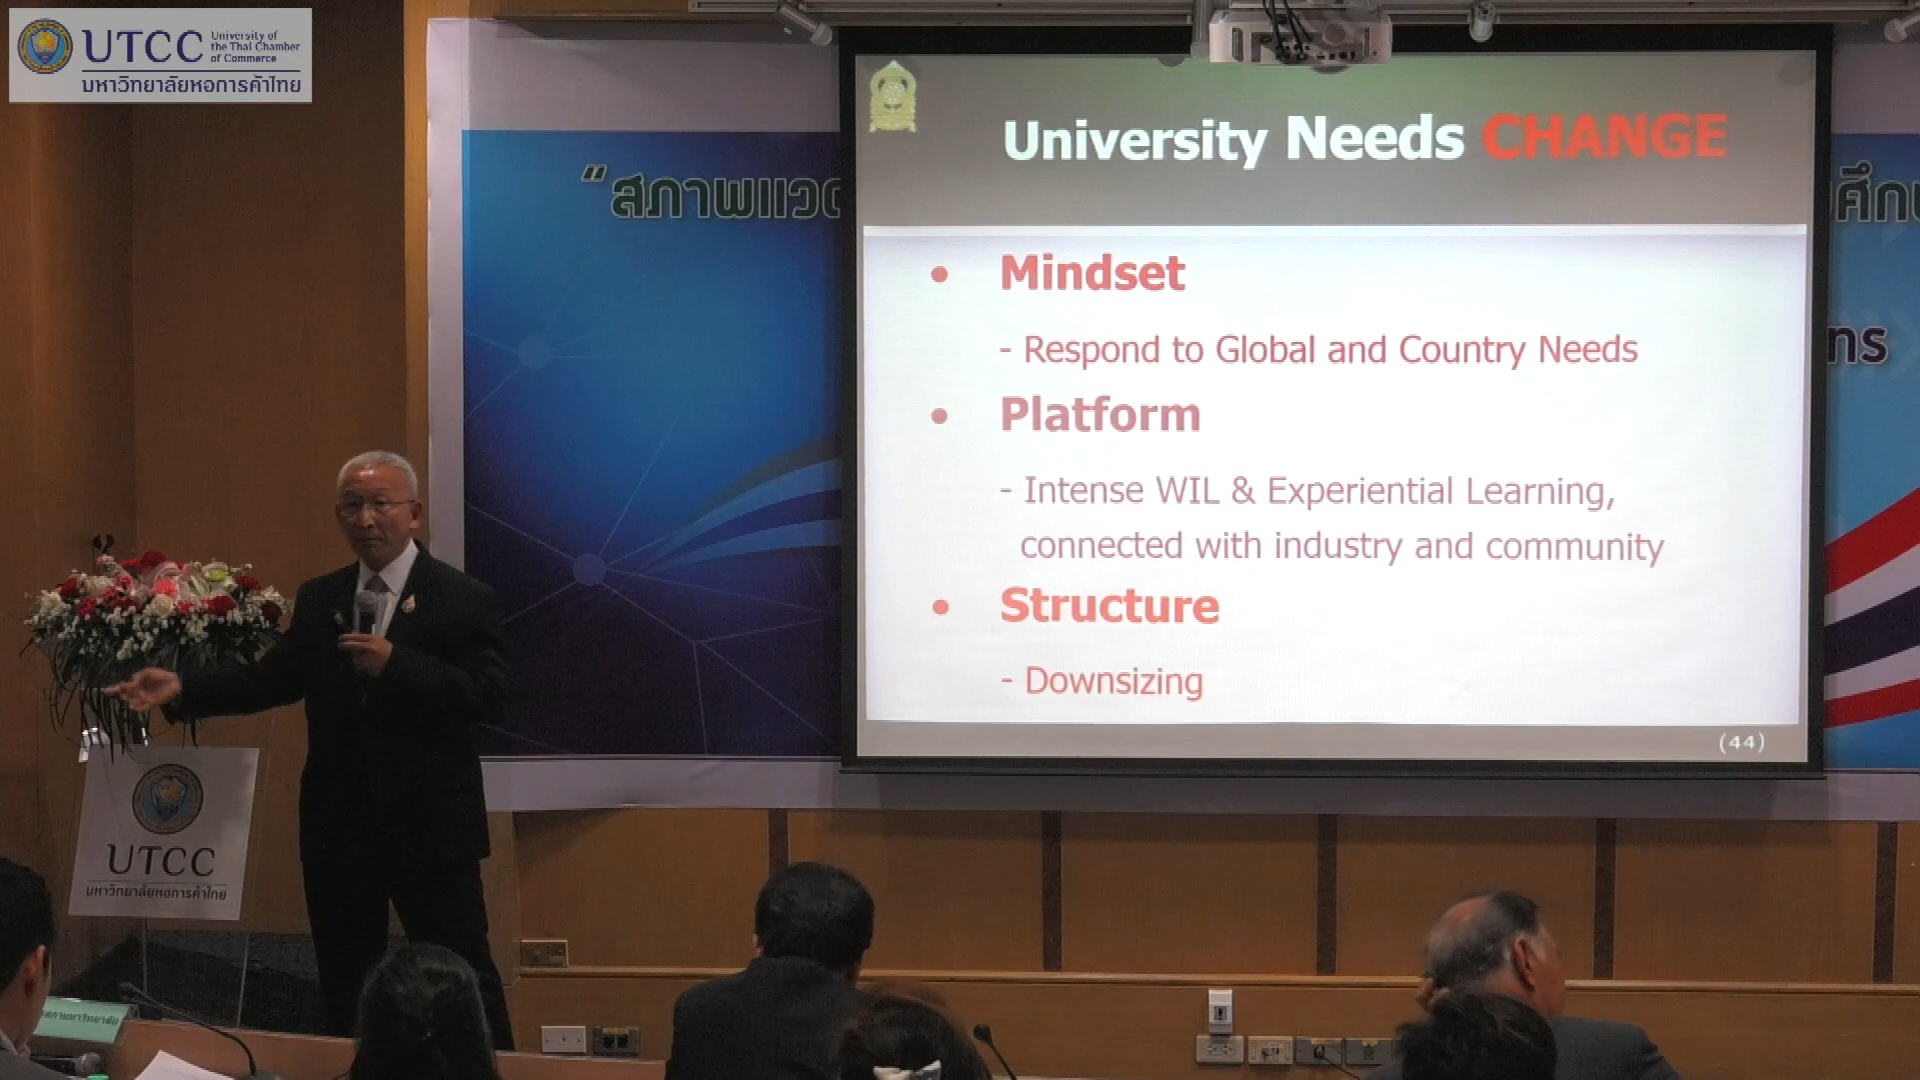 UTCC
University of
the Thai Chamber
of Commerce
มหาวิทยาลัยหอการค้าไทย
University Needs CHANGE
• Mindset
- Respond to Global and Country Needs
• Platform
- Intense WIL & Experiential Learning,
connected with industry and community
• Structure
- Downsizing
(44)
UTCC
มหาวิทยาลัยหอการค้าไทย